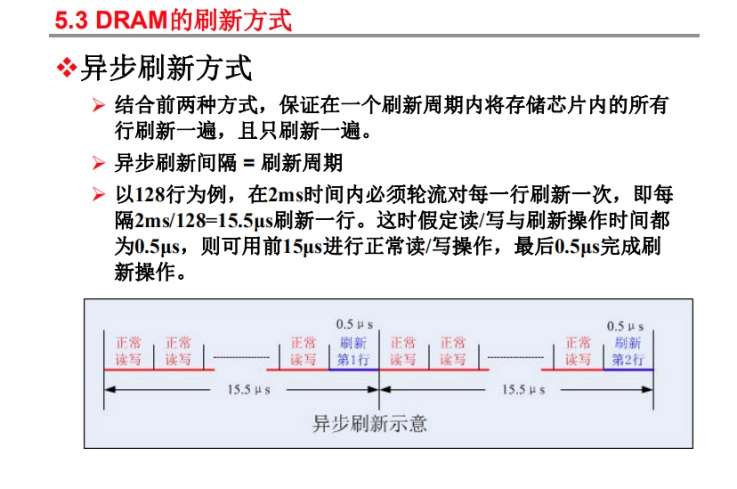 5.3 DRAM的刷新方式
异步刷新方式
结合前两种方式，保证在一个刷新周期内将存储芯片内的所有
行刷新一遍，且只刷新一遍。
异步刷新间隔 = 刷新周期
以128行为例，在2ms时间内必须轮流对每一行刷新一次，即每
隔2ms/128=15.5μs刷新一行。这时假定读/写与刷新操作时间都
为0.5μs，则可用前15μs进行正常读/写操作，最后0.5μs完成刷
新操作。
0.5μs 0.5μs
正常 正常 正常 刷新 正常 正常 正常 刷新
读写 读写 读写 第1行 读写 读写 读写 第2行
15.5μs 15.5μs
异步刷新示意